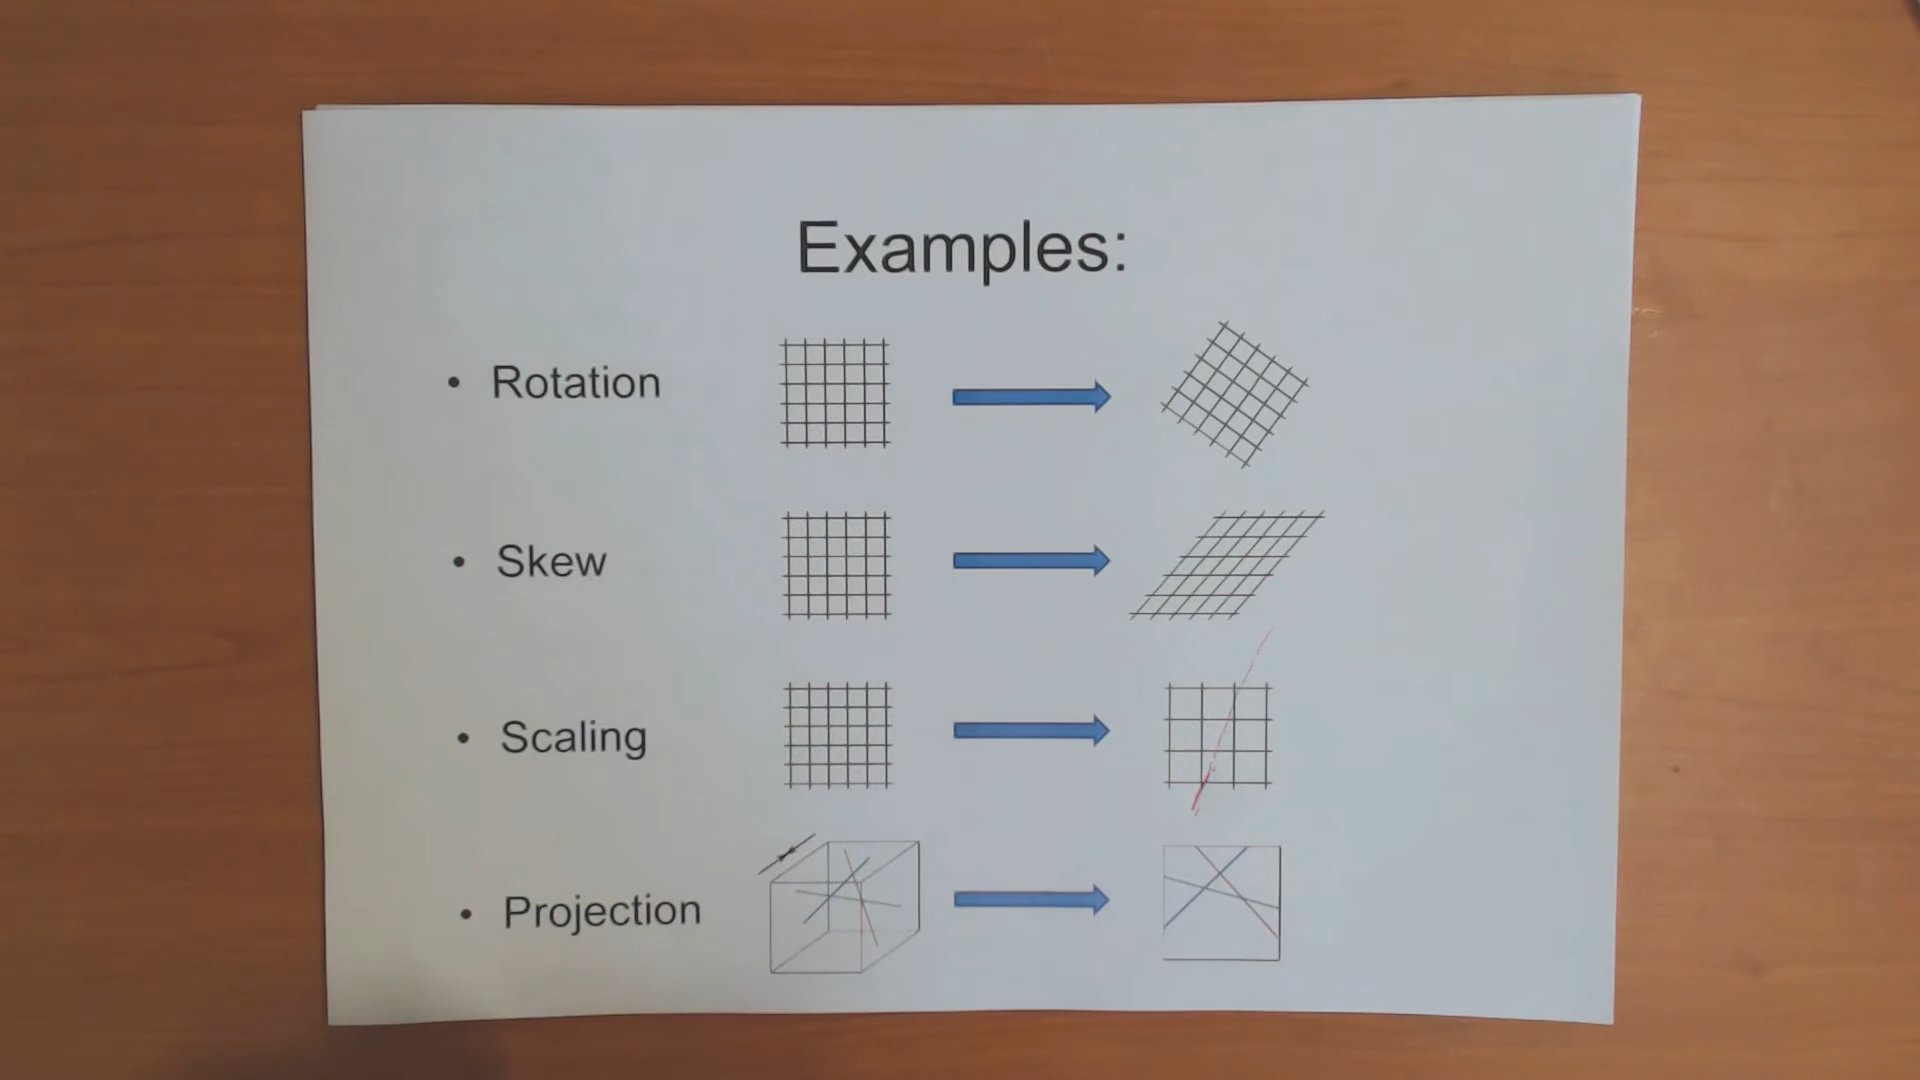 Examples:
• Rotation
• Skew
• Scaling
• Projection